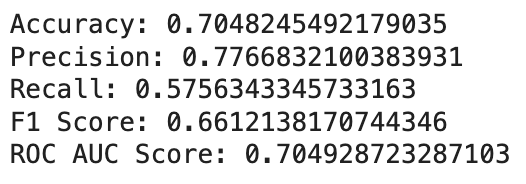 Accuracy: 0.7048245492179035
Precision: 0.7766832100383931
Recall: 0.5756343345733163
F1 Score: 0.6612138170744346
ROC AUC Score: 0.704928723287103